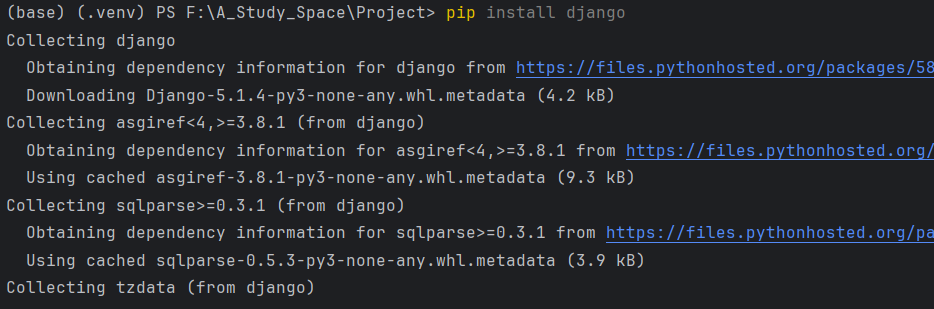 (base) (.venv) PS F:\A_Study_Space\Project> pip install django
Collecting django
  Obtaining dependency information for django from https://files.pythonhosted.org/packages/58
  Downloading Django-5.1.4-py3-none-any.whl.metadata (4.2 kB)
Collecting asgiref<4,>=3.8.1 (from django)
  Obtaining dependency information for asgiref<4,>=3.8.1 from https://files.pythonhosted.org/
  Using cached asgiref-3.8.1-py3-none-any.whl.metadata (9.3 kB)
Collecting sqlparse>=0.3.1 (from django)
  Obtaining dependency information for sqlparse>=0.3.1 from https://files.pythonhosted.org/pa
  Using cached sqlparse-0.5.3-py3-none-any.whl.metadata (3.9 kB)
Collecting tzdata (from django)